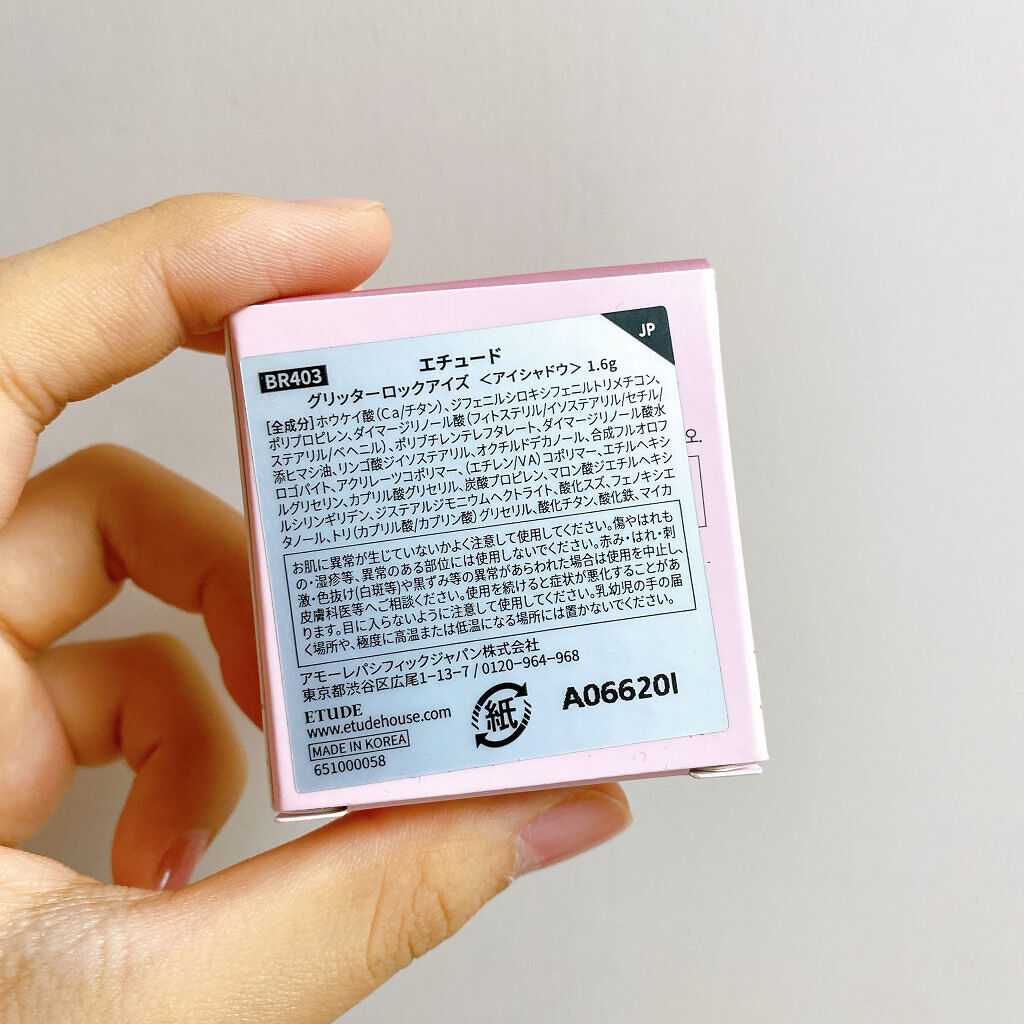 JP
エチュード
BR403
グリッターロックアイズ <アイシャドウ> 1.6g
[全成分]ホウケイ酸(Ca/チタン)、ジフェニルシロキシフェニルトリメチコン、
ポリプロピレン、ダイマージリノール酸(フィトステリル/イソステアリル/セチル/
ステアリル/ベヘニル)、ポリブチレンテレフタレート、ダイマージリノール酸水
添ヒマシ油、リンゴ酸ジイソステアリル、オクチルドデカノール、合成フルオロフ
ロゴパイト、アクリレーツコポリマー、(エチレン/VA)コポリマー、エチルヘキシ
ルグリセリン、カプリル酸グリセリル、炭酸プロピレン、マロン酸ジエチルヘキシ
ルシリンギリデン、ジステアルジモニウムヘクトライト、酸化スズ、フェノキシエ
タノール、トリ(カプリル酸/カプリン酸)グリセリル、酸化チタン、酸化鉄、マイカ
お肌に異常が生じていないかよく注意して使用してください。傷やはれも
の・湿疹等、異常のある部位には使用しないでください。赤み・はれ・刺
激・色抜け(白斑等)や黒ずみ等の異常があらわれた場合は使用を中止し、
皮膚科医等へご相談ください。使用を続けると症状が悪化することがあ
ります。目に入らないように注意して使用してください。乳幼児の手の届
く場所や、極度に高温または低温になる場所には置かないでください。
アモーレパシフィックジャパン株式会社
東京都渋谷区広尾1-13-7 / 0120-964-968
ETUDE
www.etudehouse.com
MADE IN KOREA
651000058
紙
A066201